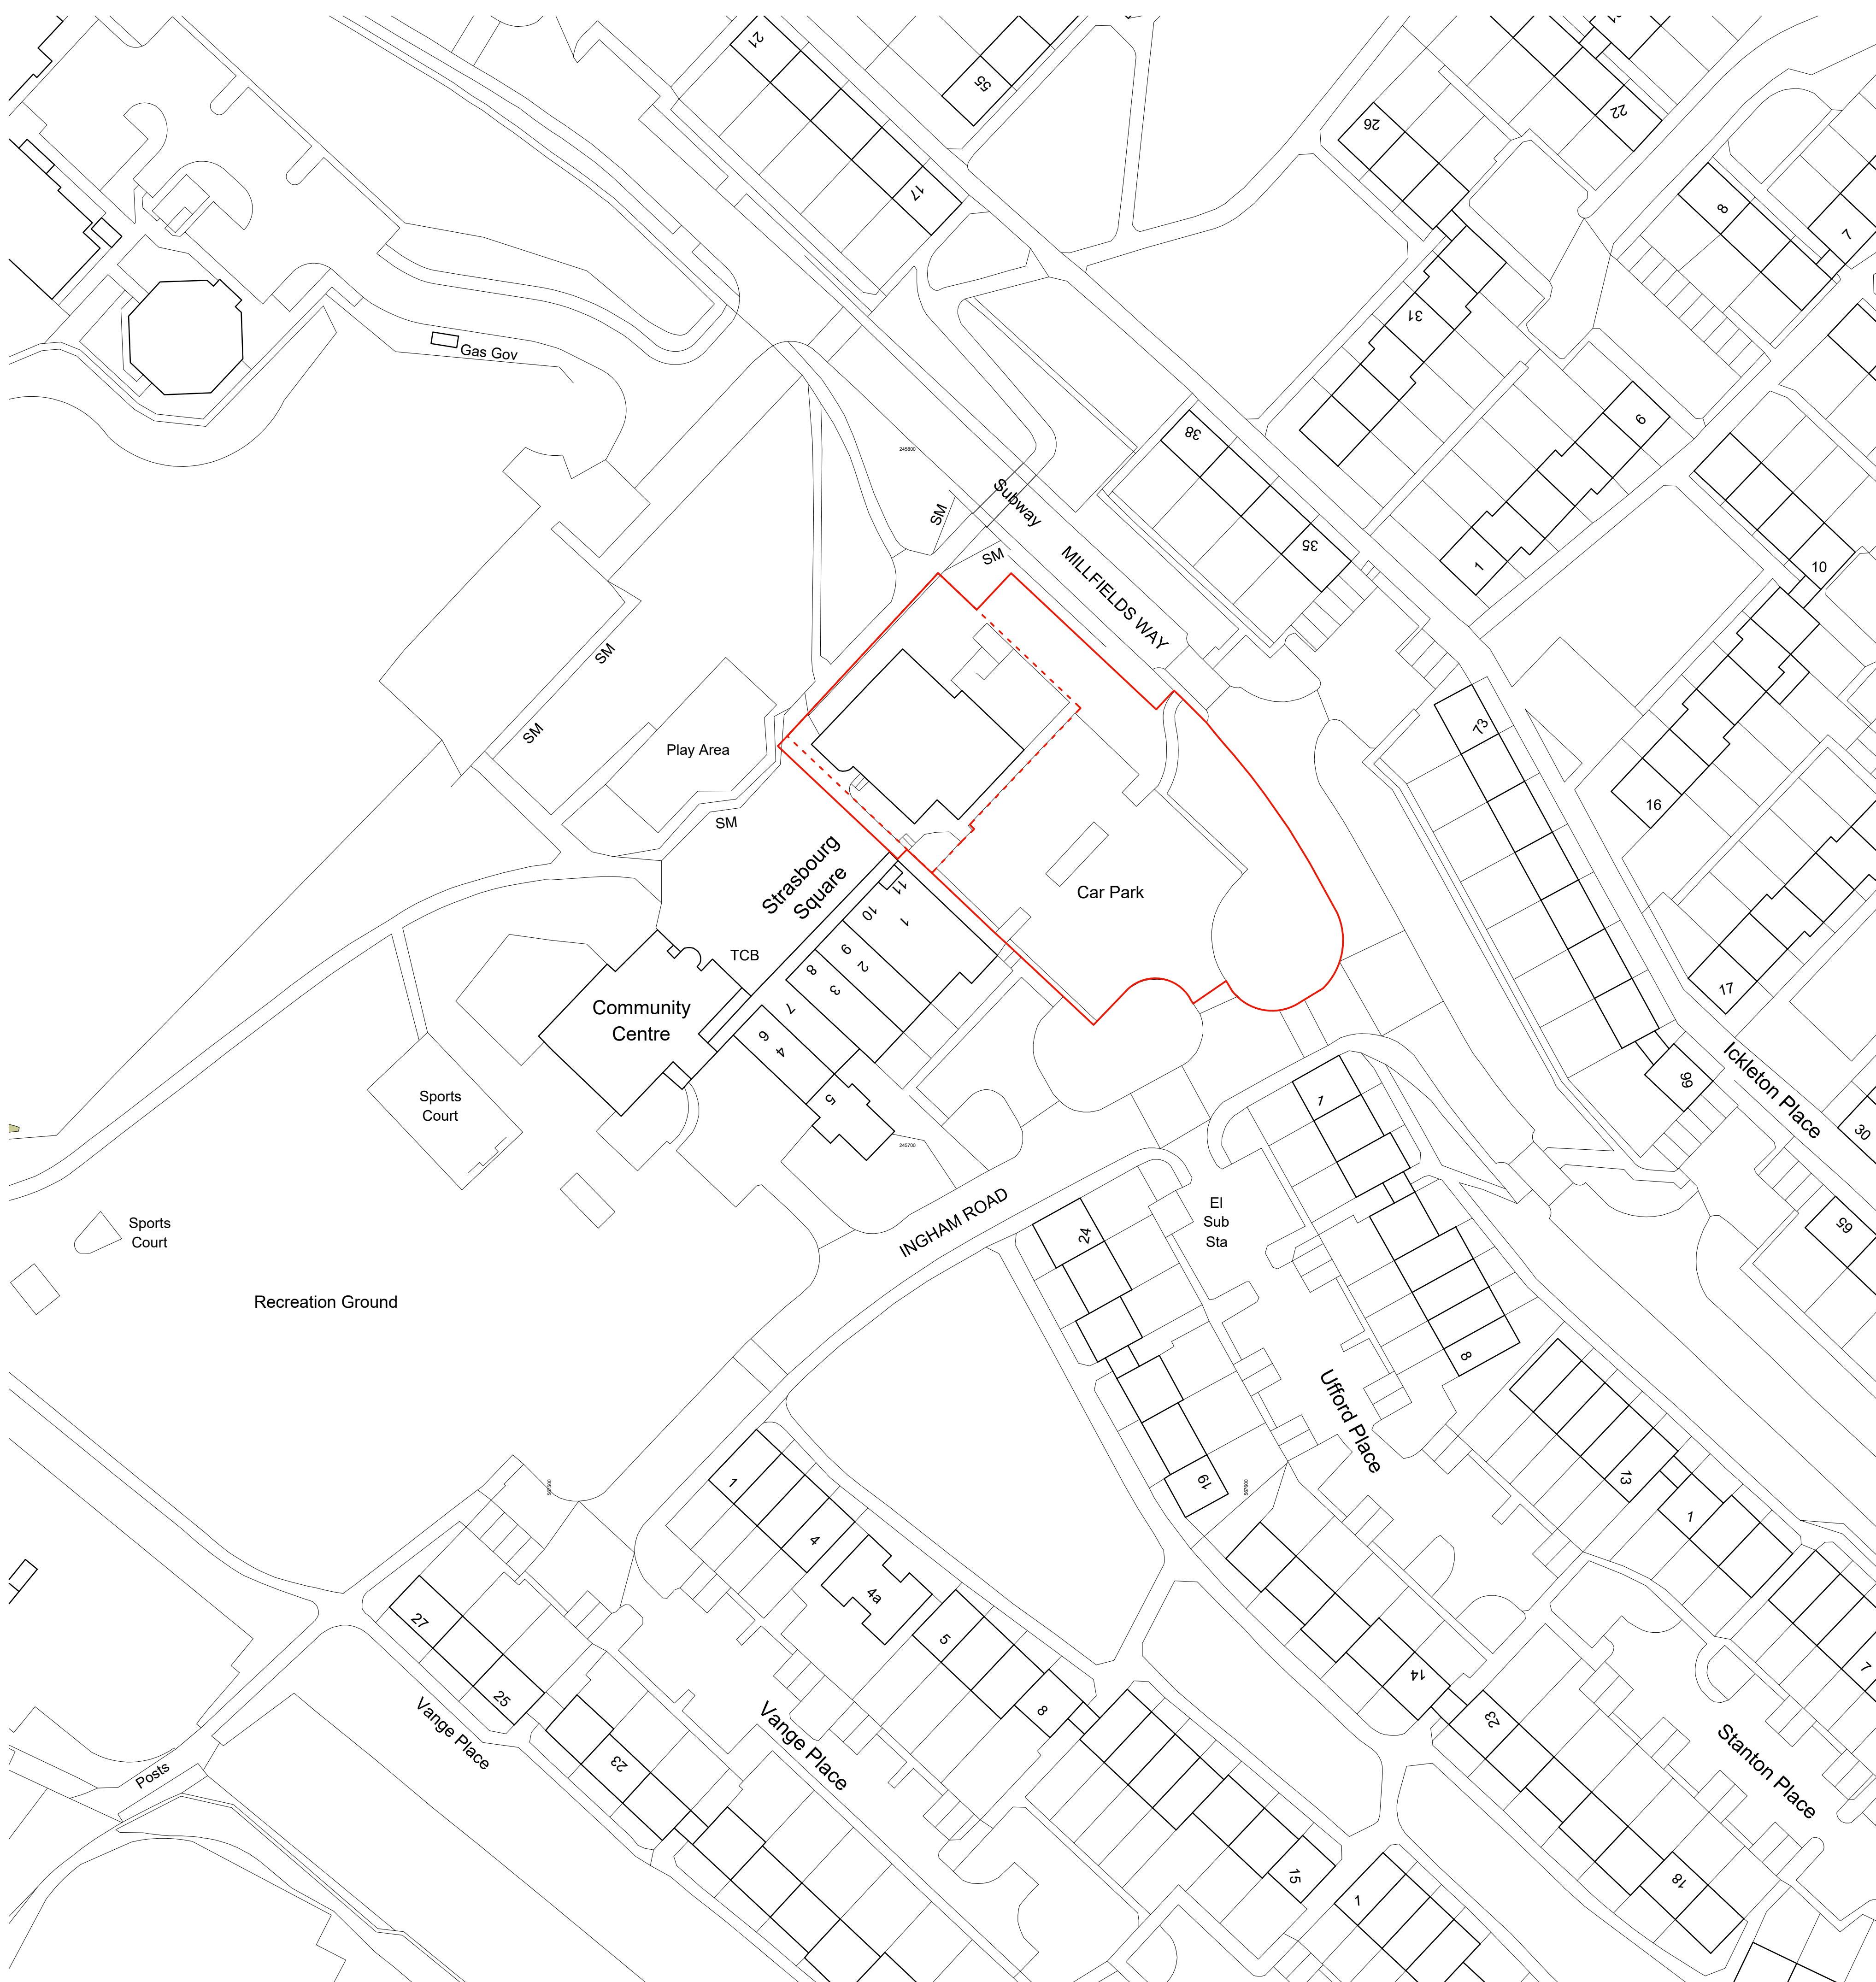 21
55
22
26
17
8
7
31
Gas Gov
9
38
245800
Subway
SM
35
SM
MILLFIELDS WAY
1
10
SM
73
SM
Play Area
16
SM
Strasbourg
Square
11
10
1
Car Park
9
2
8
3
TCB
17
7
Community
Centre
6
4
Ickleton Place
66
Sports
Court
5
1
30
245700
INGHAM ROAD
El
Sub
Sta
24
65
Sports
Court
Recreation Ground
8
Ufford Place
13
1
19
557500
557600
1
4
4a
27
5
14
7
25
8
23
Vange Place
Vange Place
23
Stanton Place
Posts
15
18
1